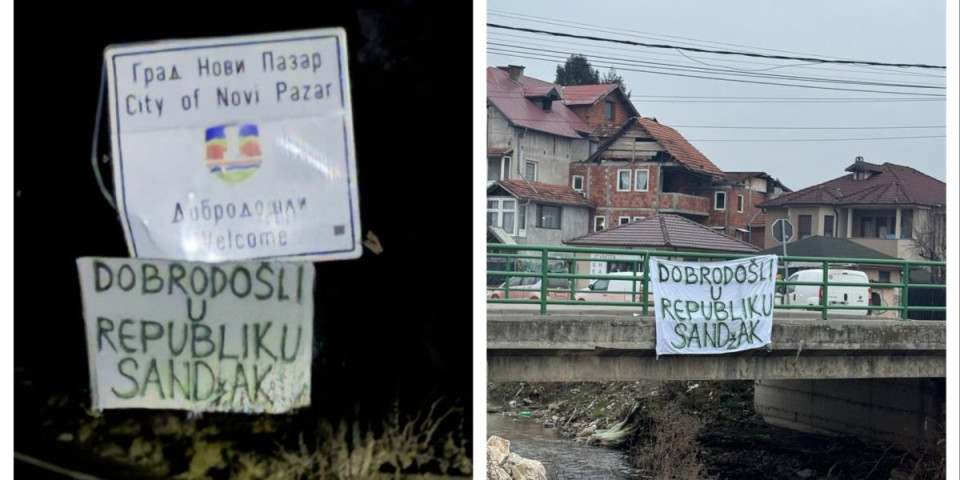 Град Нови Пазар
City of Novi Pazar
Добродошли
Welcome
DOBRODOŠLI
U
REPUBLIKU
SANDžAK
DOBRODOŠLI
U
REPUBLIKU
SANDžAK